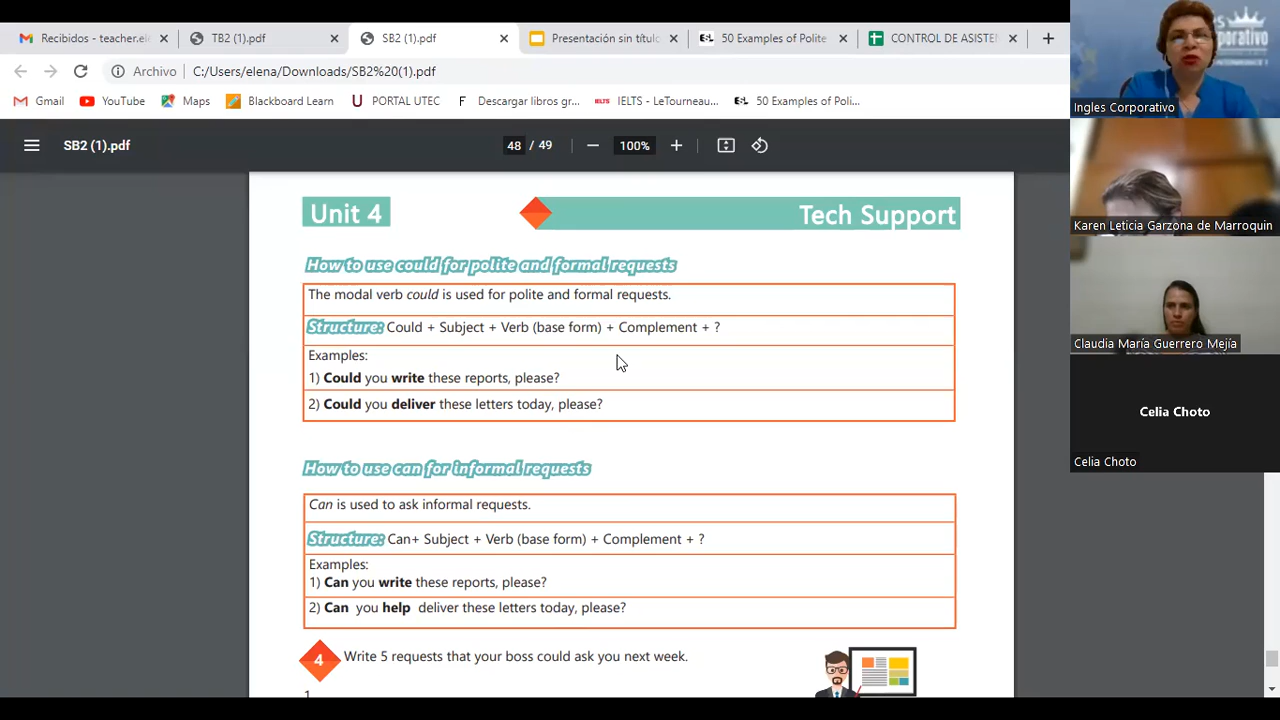 Recibidos - teacher.ele
TB2 (1).pdf
SB2 (1).pdf
Presentación sin títul
50 Examples of Polite
CONTROL DE ASISTE
Archivo
C:/Users/elena/Downloads/SB2%20(1).pdf
Gmail
YouTube
Maps
Blackboard Learn
PORTAL UTEC
Descargar libros gr...
IELTS - LeTourneau...
50 Examples of Poli...
SB2 (1).pdf
48 / 49
100%
Unit 4
Tech Support
How to use could for polite and formal requests
The modal verb could is used for polite and formal requests.
Structure: Could + Subject + Verb (base form) + Complement + ?
Examples:
1) Could you write these reports, please?
2) Could you deliver these letters today, please?
How to use can for informal requests
Can is used to ask informal requests.
Structure: Can+ Subject + Verb (base form) + Complement + ?
Examples:
1) Can you write these reports, please?
2) Can you help deliver these letters today, please?
4
Write 5 requests that your boss could ask you next week.
1
Ingles Corporativo
Karen Leticia Garzona de Marroquin
Claudia María Guerrero Mejía
Celia Choto
Celia Choto